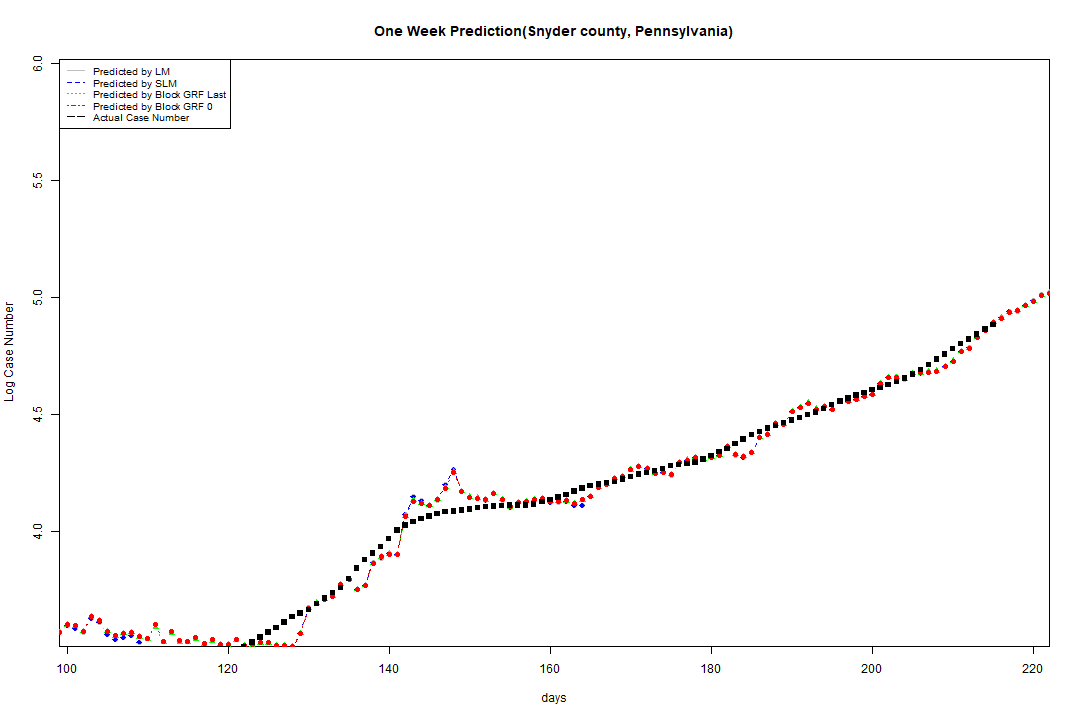 One Week Prediction(Snyder county, Pennsylvania)
Predicted by LM
Predicted by SLM
Predicted by Block GRF Last
Predicted by Block GRF 0
Actual Case Number
6.0
5.5
5.0
4.5
4.0
Log Case Number
100 120 140 160 180 200 220
days